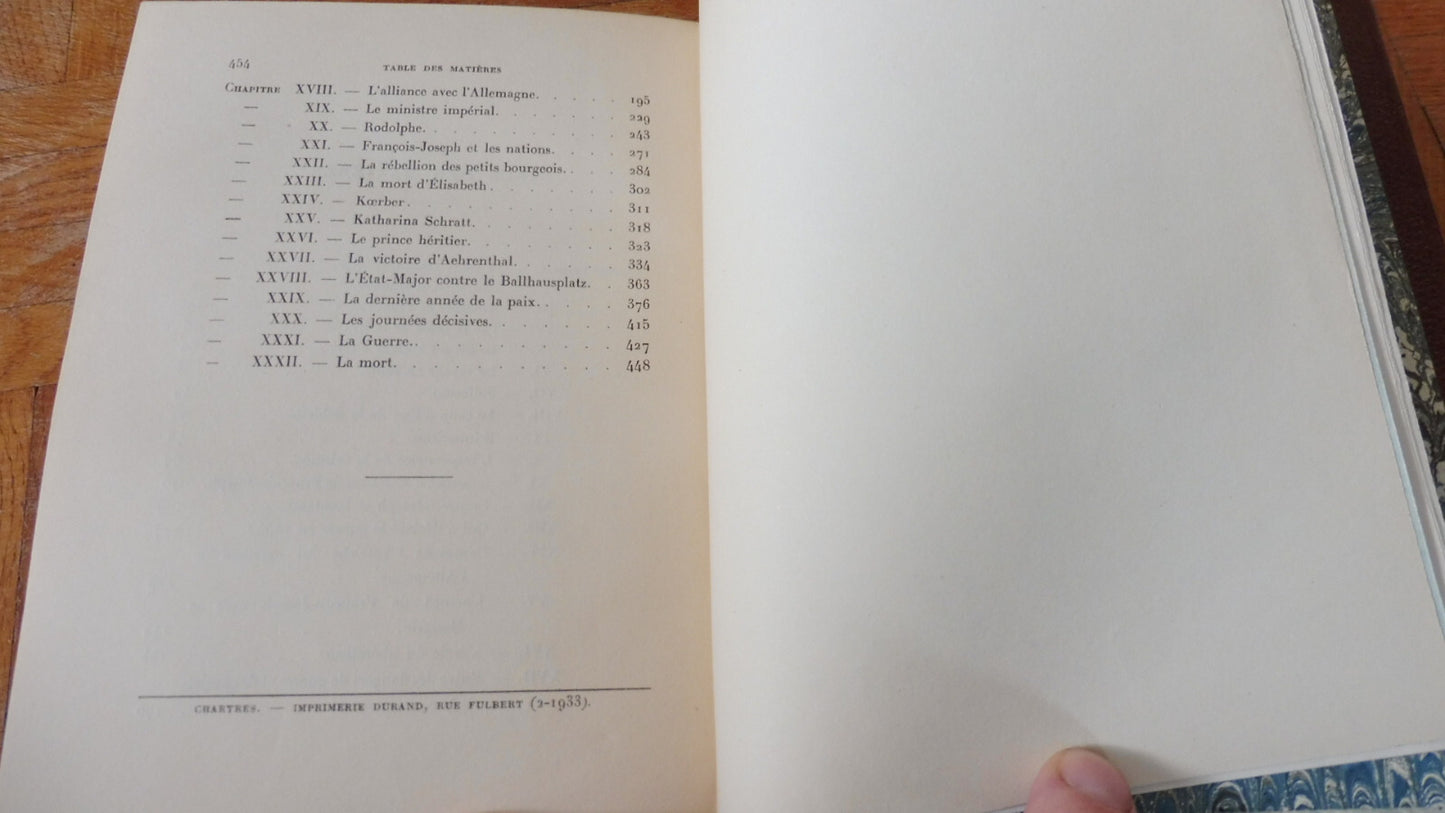 454 TABLE DES MATIÈRES
CHAPITRE XVIII. — L'alliance avec l'Allemagne. . . . . 195
— XIX. — Le ministre impérial. . . . . . . 229
— XX. — Rodolphe. . . . . . . . . . 243
— XXI. — François-Joseph et les nations. . . . 271
— XXII. — La rébellion des petits bourgeois. . . . 284
— XXIII. — La mort d'Élisabeth . . . . . . . 302
— XXIV. — Kœrber. . . . . . . . . . . 311
— XXV. — Katharina Schratt. . . . . . . . 318
— XXVI. — Le prince héritier. . . . . . . . 323
— XXVII. — La victoire d'Aehrenthal. . . . . . 334
— XXVIII. — L'État-Major contre le Ballhausplatz. . 363
— XXIX. — La dernière année de la paix. . . . . 376
— XXX. — Les journées décisives. . . . . . . 415
— XXXI. — La Guerre. . . . . . . . . . . 427
— XXXII. — La mort. . . . . . . . . . . 448
CHARTRES. — IMPRIMERIE DURAND, RUE FULBERT (2-1933).